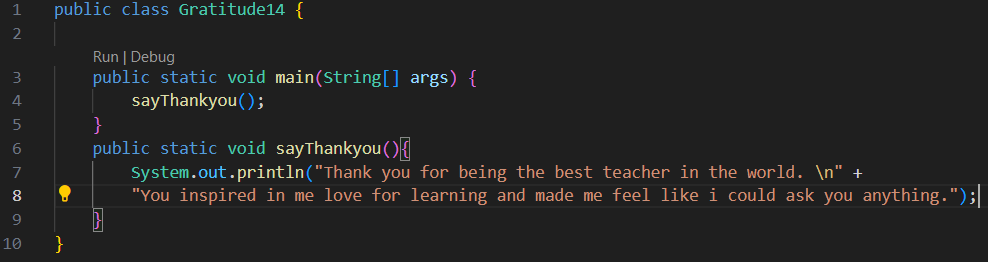 1 public class Gratitude14 {
2
Run | Debug
3 public static void main(String[] args) {
4 sayThankyou();
5 }
6 public static void sayThankyou(){
7 System.out.println("Thank you for being the best teacher in the world. \n" +
8 "You inspired in me love for learning and made me feel like i could ask you anything.");
9 }
10 }